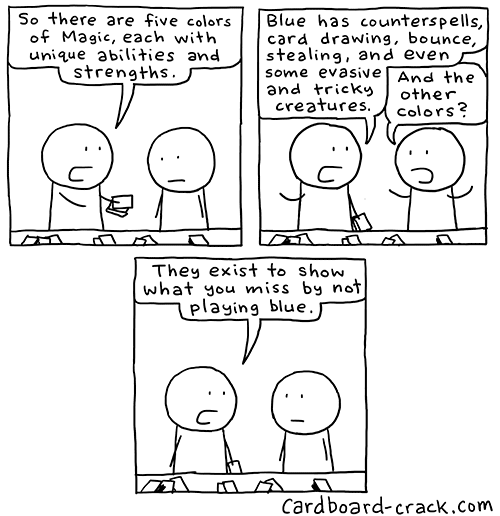 So there are five colors
of Magic, each with
unique abilities and
strengths.
Blue has counterspells,
card drawing, bounce,
stealing, and even
some evasive
and tricky
creatures.
And the
other
colors?
They exist to show
what you miss by not
playing blue.
Cardboard-crack.com